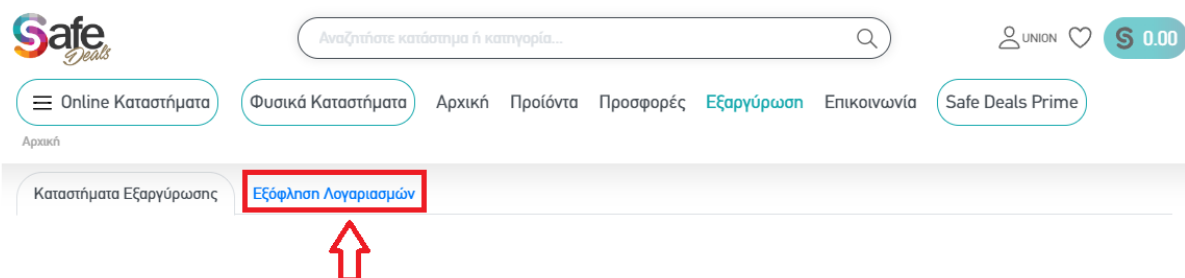 Safe
Deals
Αναζητήστε κατάστημα ή κατηγορία...
UNION
S 0.00
Online Καταστήματα
Φυσικά Καταστήματα
Αρχική
Προϊόντα
Προσφορές
Εξαργύρωση
Επικοινωνία
Safe Deals Prime
Αρχική
Καταστήματα Εξαργύρωσης
Εξόφληση Λογαριασμών